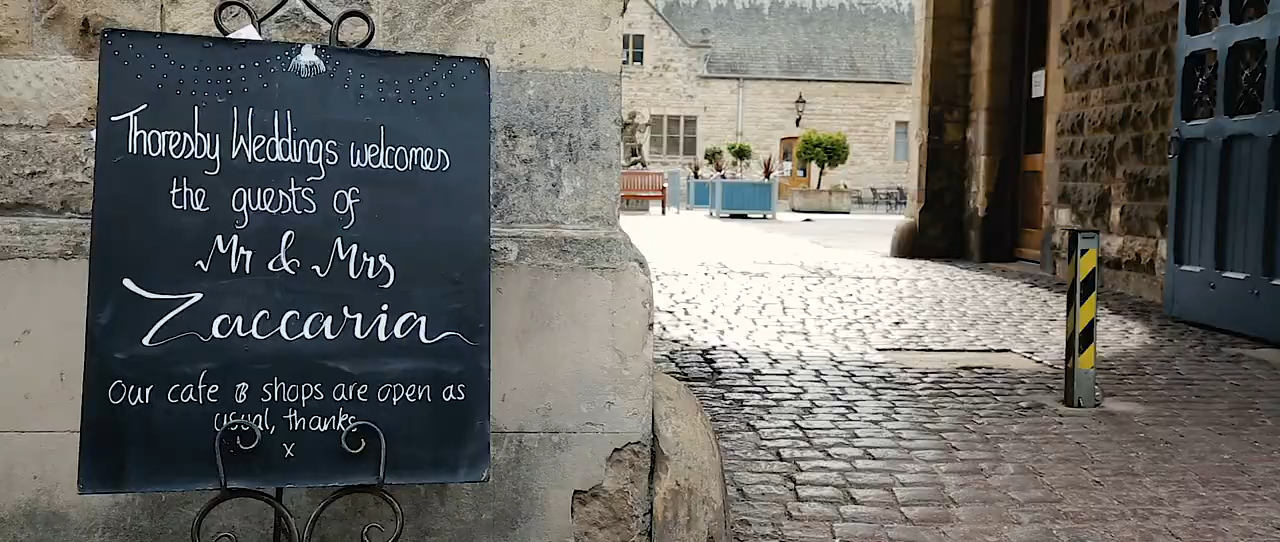 Thoresby Weddings welcomes
the guests of
Mr & Mrs
Zaccaria
Our cafe & shops are open as
usual, thanks
x